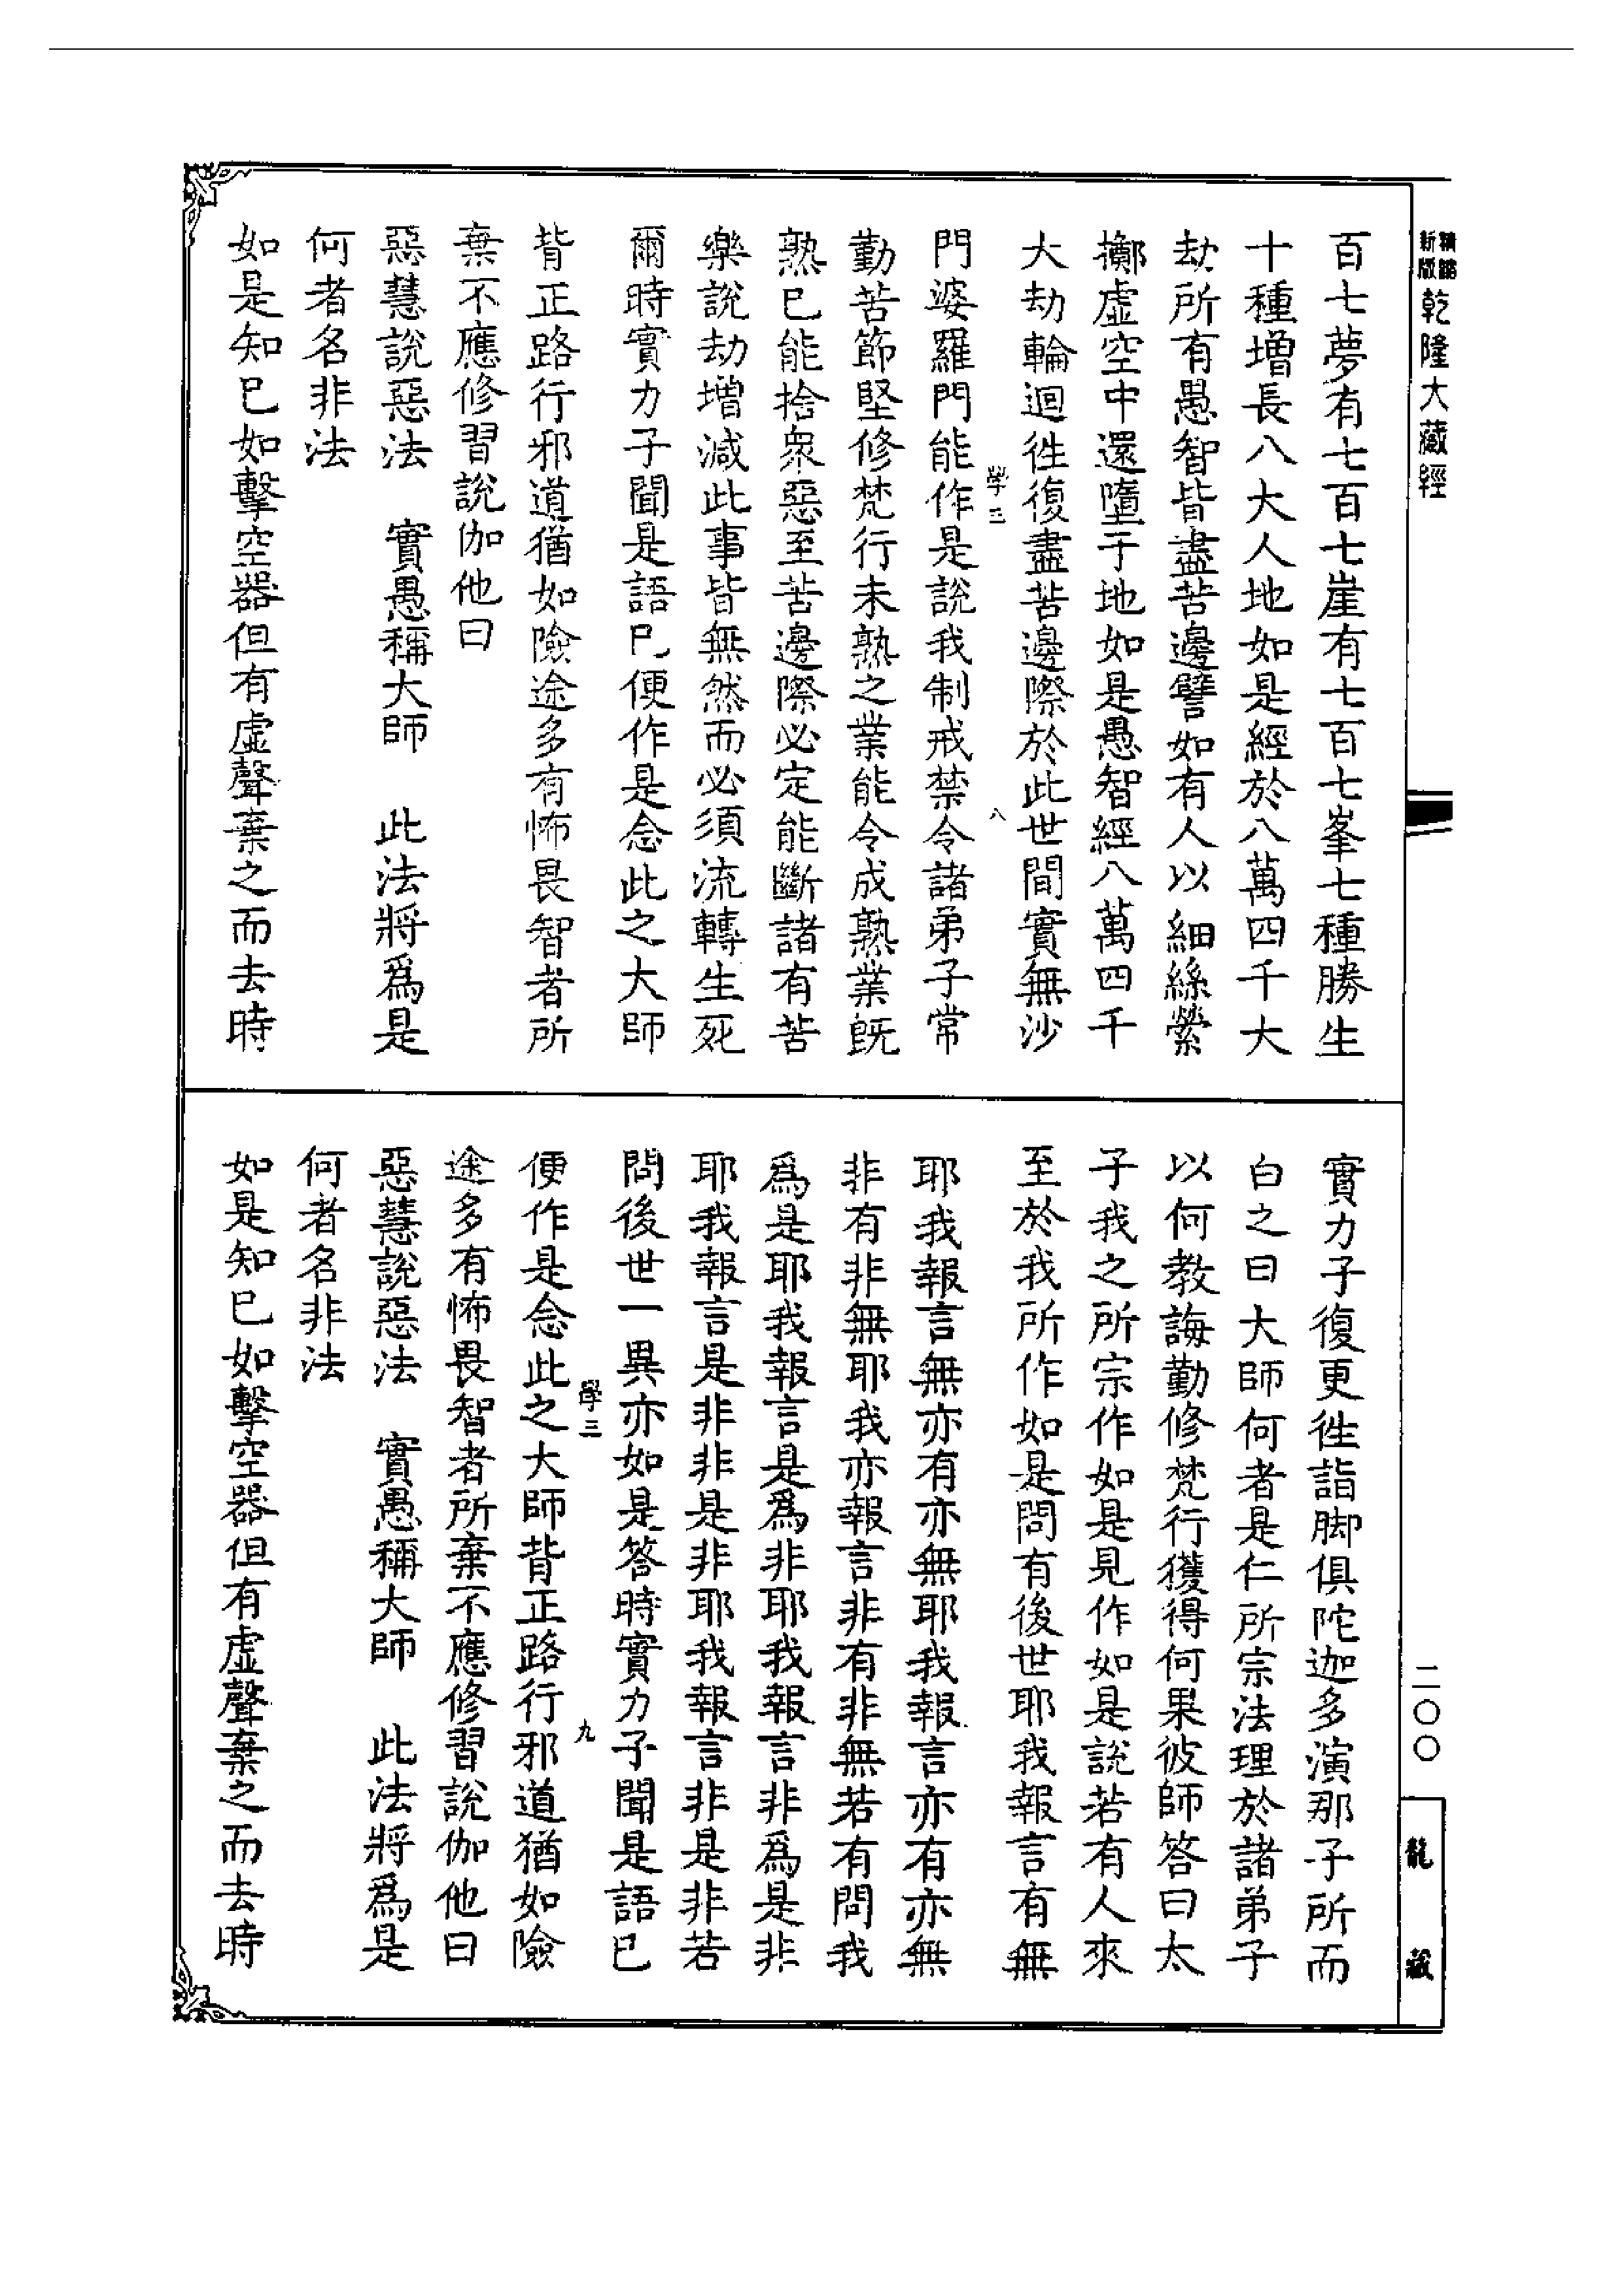 新版
精縮
乾隆大藏經
百七夢有七百七崖有七百七峯七種勝生
十種增長八大人地如是經於八萬四千大
劫所有愚智皆盡苦邊譬如有人以細絲縈
擲虛空中還墮于地如是愚智經八萬四千
大劫輪迴徃復盡苦邊際於此世間實無沙
學三
八
門婆羅門能作是說我制戒禁令諸弟子常
勤苦節堅修梵行未熟之業能令成熟業旣
熟已能捨衆惡至苦邊際必定能斷諸有苦
樂說劫增減此事皆無然而必須流轉生死
爾時實力子聞是語已便作是念此之大師
背正路行邪道猶如險途多有怖畏智者所
棄不應修習說伽他曰
惡慧說惡法　實愚稱大師　此法將爲是
何者名非法
如是知已如擊空器但有虛聲棄之而去時
實力子復更徃詣脚俱陀迦多演那子所而
白之曰大師何者是仁所宗法理於諸弟子
以何教誨勤修梵行獲得何果彼師答曰太
子我之所宗作如是見作如是說若有人來
至於我所作如是問有後世耶我報言有無
耶我報言無亦有亦無耶我報言亦有亦無
非有非無耶我亦報言非有非無若有問我
爲是耶我報言是爲非耶我報言非爲是非
耶我報言是非非是非耶我報言非是非若
問後世一異亦如是答時實力子聞是語已
學三
九
便作是念此之大師背正路行邪道猶如險
途多有怖畏智者所棄不應修習說伽他曰
惡慧說惡法　實愚稱大師　此法將爲是
何者名非法
如是知已如擊空器但有虛聲棄之而去時
二〇〇
龍藏